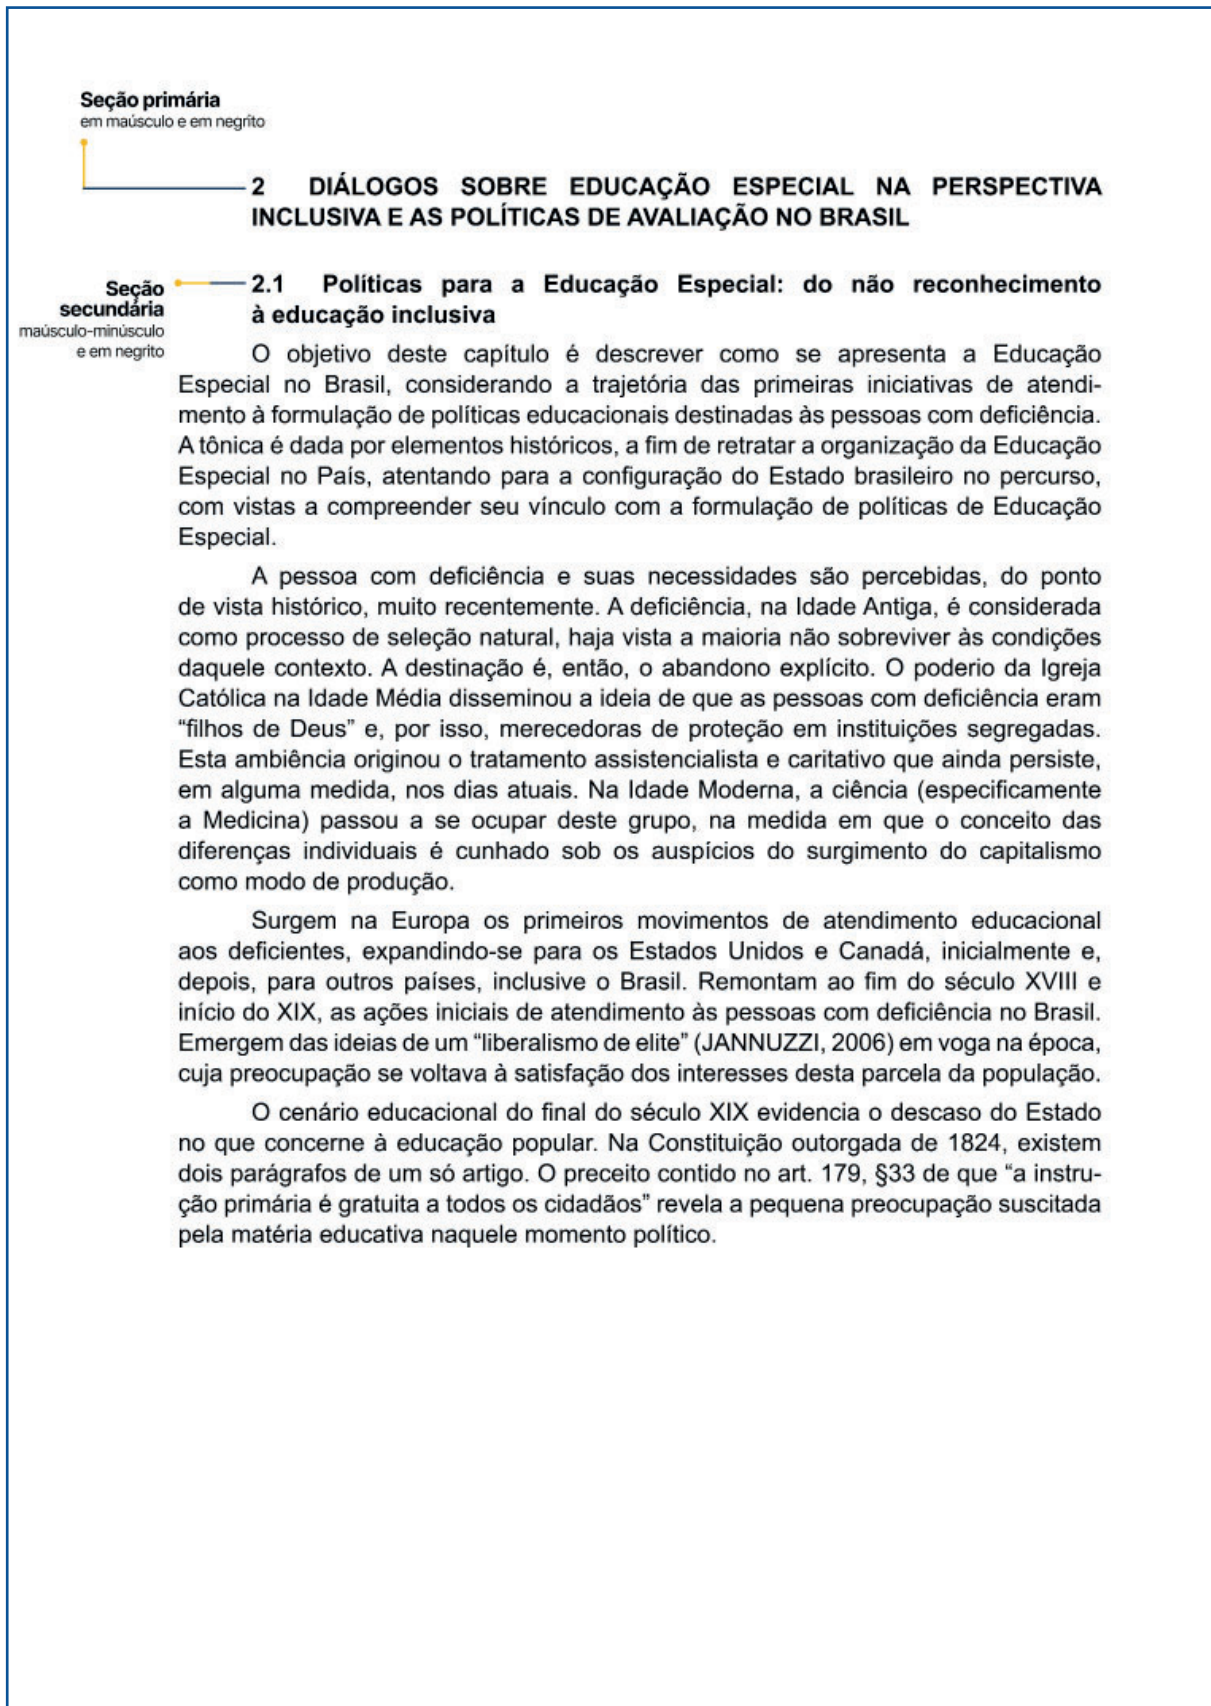 Seção primária
em maúsculo e em negrito
2 DIÁLOGOS SOBRE EDUCAÇÃO ESPECIAL NA PERSPECTIVA
INCLUSIVA E AS POLÍTICAS DE AVALIAÇÃO NO BRASIL
Seção
secundária
maúsculo-minúsculo
e em negrito
2.1 Políticas para a Educação Especial: do não reconhecimento
à educação inclusiva
O objetivo deste capítulo é descrever como se apresenta a Educação
Especial no Brasil, considerando a trajetória das primeiras iniciativas de atendi-
mento à formulação de políticas educacionais destinadas às pessoas com deficiência.
A tônica é dada por elementos históricos, a fim de retratar a organização da Educação
Especial no País, atentando para a configuração do Estado brasileiro no percurso,
com vistas a compreender seu vínculo com a formulação de políticas de Educação
Especial.
A pessoa com deficiência e suas necessidades são percebidas, do ponto
de vista histórico, muito recentemente. A deficiência, na Idade Antiga, é considerada
como processo de seleção natural, haja vista a maioria não sobreviver às condições
daquele contexto. A destinação é, então, o abandono explícito. O poderio da Igreja
Católica na Idade Média disseminou a ideia de que as pessoas com deficiência eram
“filhos de Deus” e, por isso, merecedoras de proteção em instituições segregadas.
Esta ambiência originou o tratamento assistencialista e caritativo que ainda persiste,
em alguma medida, nos dias atuais. Na Idade Moderna, a ciência (especificamente
a Medicina) passou a se ocupar deste grupo, na medida em que o conceito das
diferenças individuais é cunhado sob os auspícios do surgimento do capitalismo
como modo de produção.
Surgem na Europa os primeiros movimentos de atendimento educacional
aos deficientes, expandindo-se para os Estados Unidos e Canadá, inicialmente e,
depois, para outros países, inclusive o Brasil. Remontam ao fim do século XVIII e
início do XIX, as ações iniciais de atendimento às pessoas com deficiência no Brasil.
Emergem das ideias de um “liberalismo de elite” (JANNUZZI, 2006) em voga na época,
cuja preocupação se voltava à satisfação dos interesses desta parcela da população.
O cenário educacional do final do século XIX evidencia o descaso do Estado
no que concerne à educação popular. Na Constituição outorgada de 1824, existem
dois parágrafos de um só artigo. O preceito contido no art. 179, §33 de que “a instru-
ção primária é gratuita a todos os cidadãos” revela a pequena preocupação suscitada
pela matéria educativa naquele momento político.